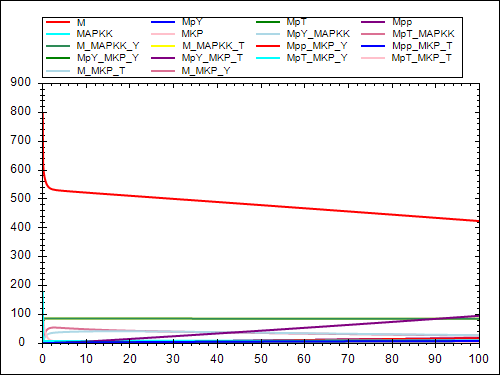 M MpY MpT Mpp
MAPKK MKP MpY_MAPKK MpT_MAPKK
M_MAPKK_Y M_MAPKK_T Mpp_MKP_Y Mpp_MKP_T
MpY_MKP_Y MpY_MKP_T MpT_MKP_Y MpT_MKP_T
M_MKP_T M_MKP_Y
900
800
700
600
500
400
300
200
100
0
0 10 20 30 40 50 60 70 80 90 100